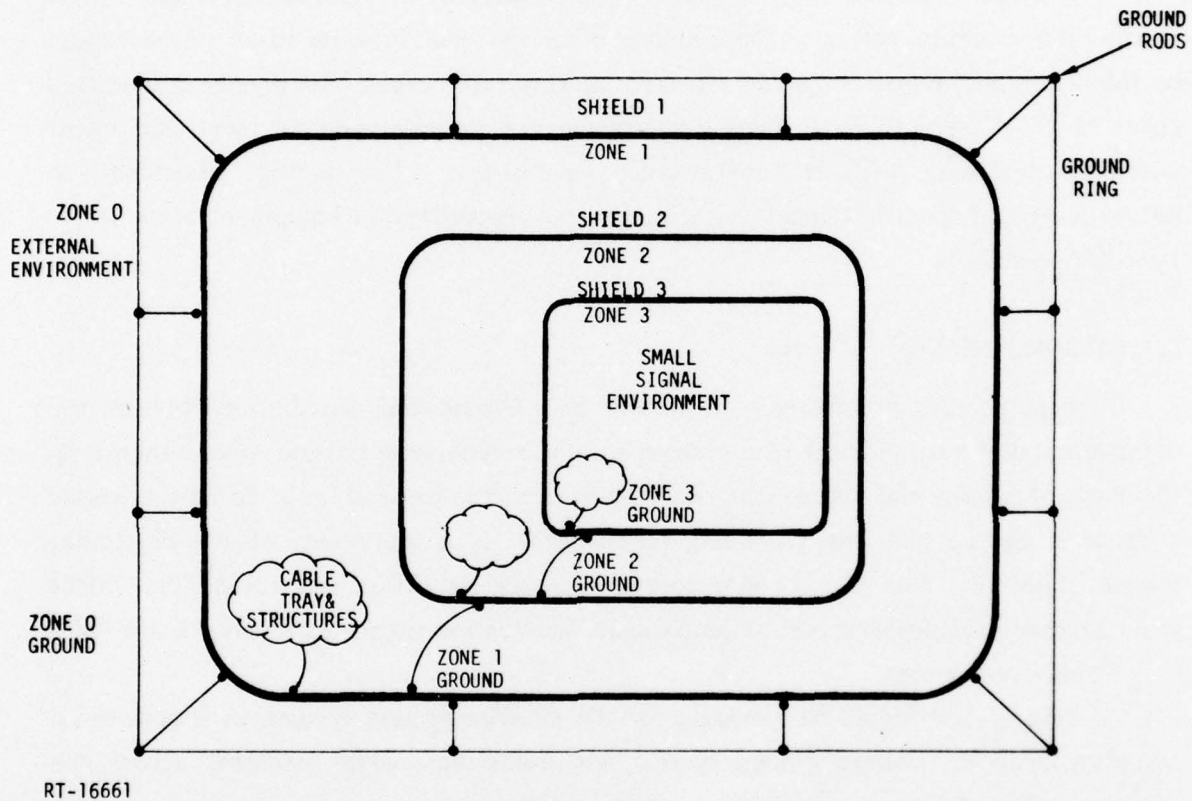 GROUND
RODS
SHIELD 1
ZONE 1
GROUND
RING
ZONE 0
EXTERNAL
ENVIRONMENT
SHIELD 2
ZONE 2
SHIELD 3
ZONE 3
SMALL
SIGNAL
ENVIRONMENT
ZONE 3
GROUND
ZONE 2
GROUND
CABLE
TRAY&
STRUCTURES
ZONE 0
GROUND
ZONE 1
GROUND
RT-16661